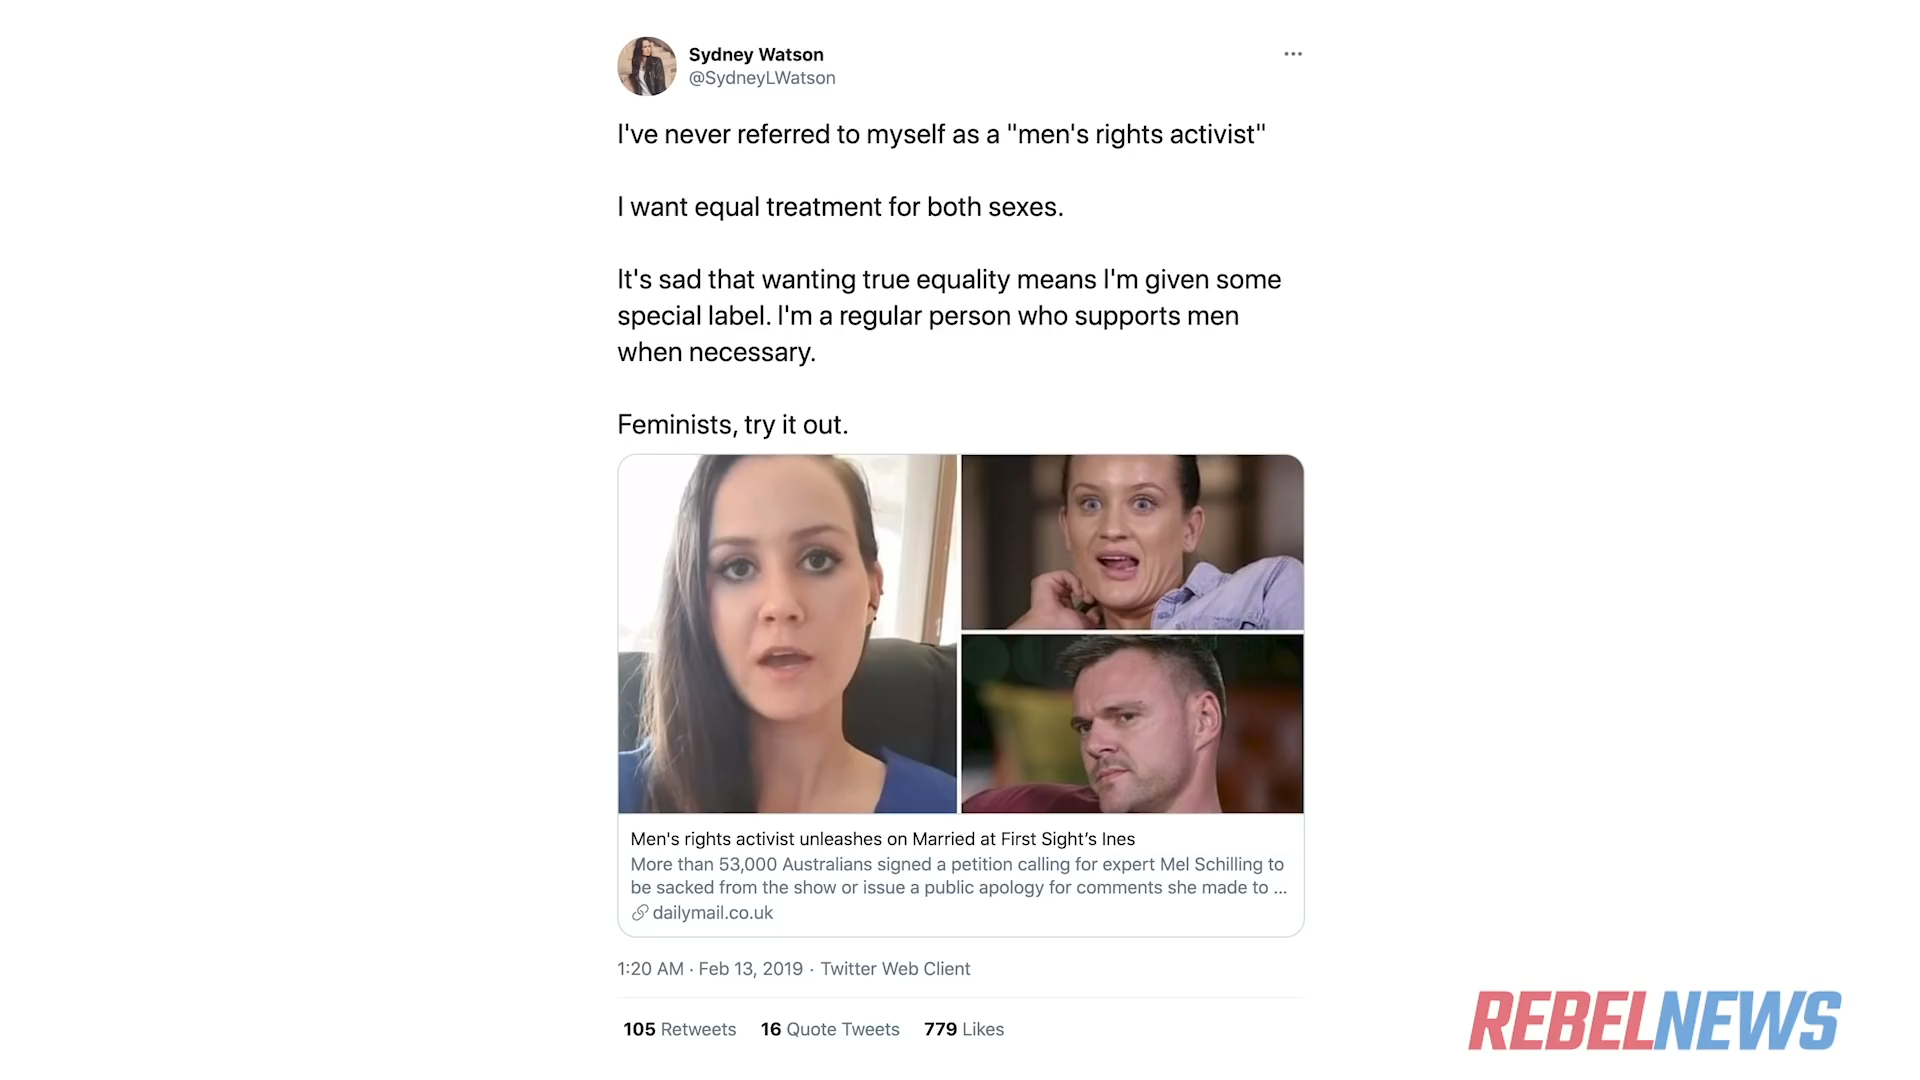 Sydney Watson
@SydneyLWatson
I've never referred to myself as a "men's rights activist"
I want equal treatment for both sexes.
It's sad that wanting true equality means I'm given some
special label. I'm a regular person who supports men
when necessary.
Feminists, try it out.
Men's rights activist unleashes on Married at First Sight’s Ines
More than 53,000 Australians signed a petition calling for expert Mel Schilling to
be sacked from the show or issue a public apology for comments she made to ...
dailymail.co.uk
1:20 AM · Feb 13, 2019 · Twitter Web Client
105 Retweets 16 Quote Tweets 779 Likes
REBELNEWS